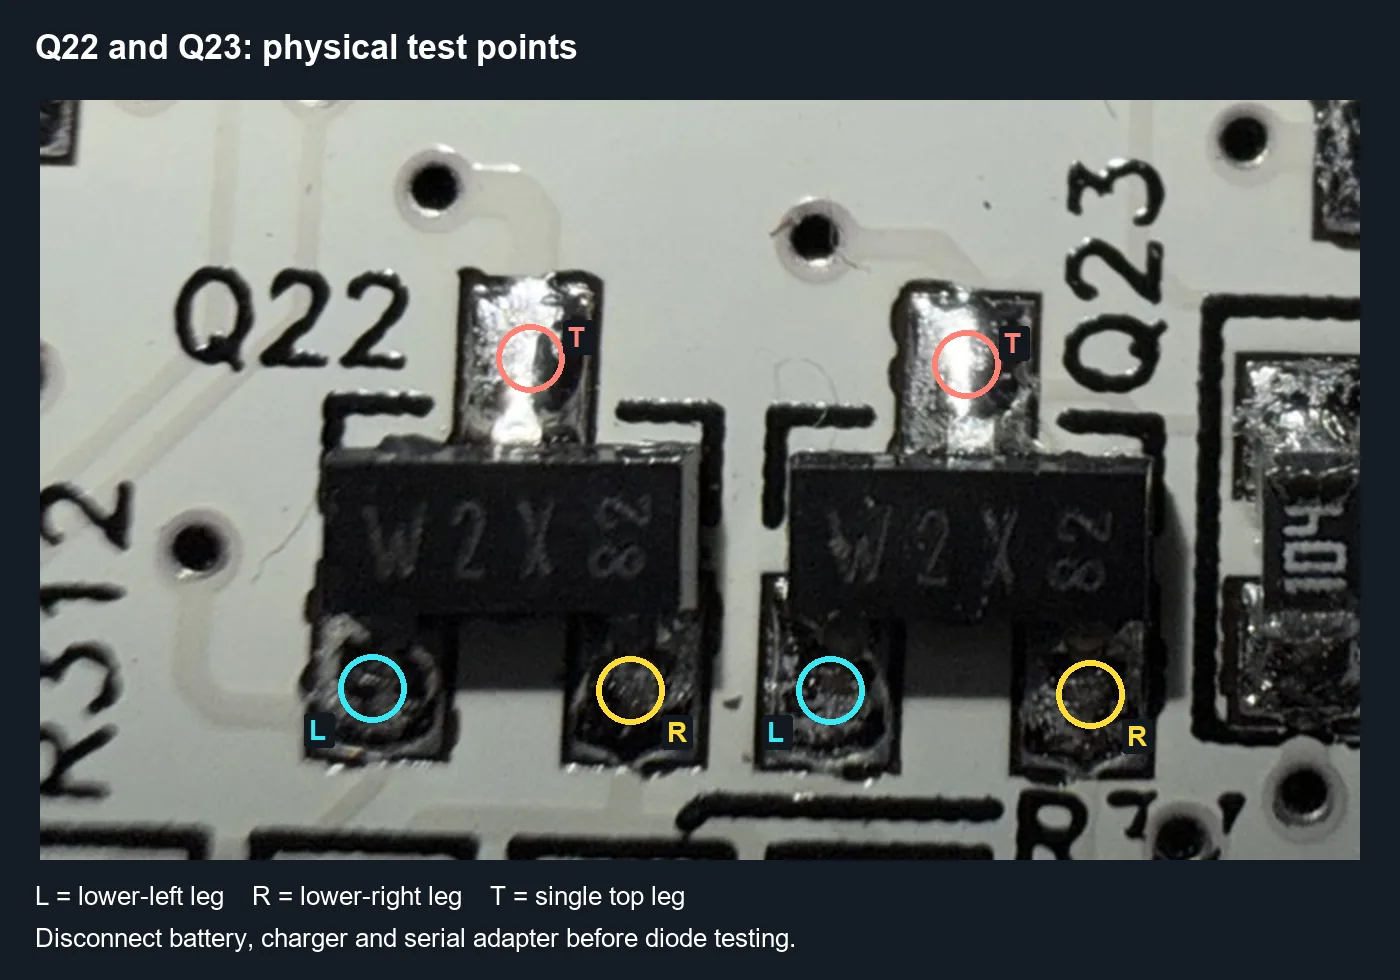 Q22 and Q23: physical test points
Q23
Q22
T
T
R312
W2X 82
W2X 82
104
L
R
L
R
L = lower-left leg R = lower-right leg T = single top leg
Disconnect battery, charger and serial adapter before diode testing.